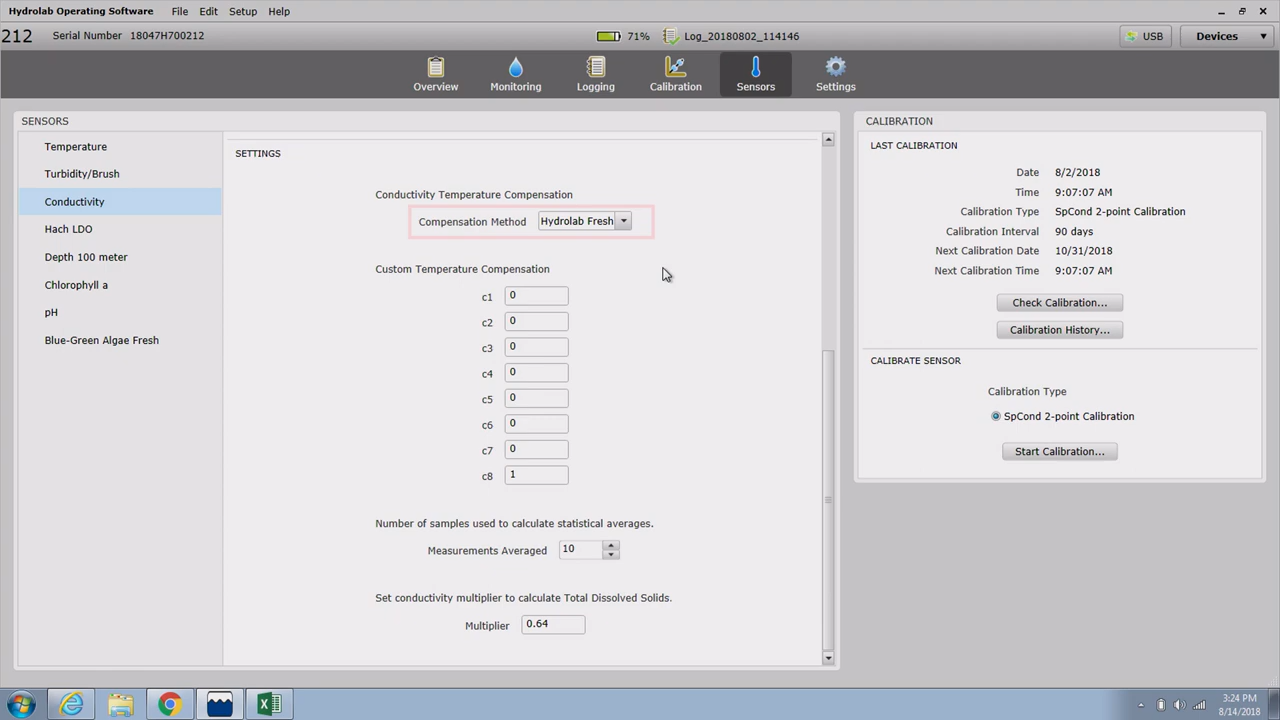 Hydrolab Operating Software File Edit Setup Help
212 Serial Number 18047H700212 71% Log_20180802_114146 USB Devices
Overview Monitoring Logging Calibration Sensors Settings
SENSORS
Temperature
Turbidity/Brush
Conductivity
Hach LDO
Depth 100 meter
Chlorophyll a
pH
Blue-Green Algae Fresh
SETTINGS
Conductivity Temperature Compensation
Compensation Method Hydrolab Fresh
Custom Temperature Compensation
c1 0
c2 0
c3 0
c4 0
c5 0
c6 0
c7 0
c8 1
Number of samples used to calculate statistical averages.
Measurements Averaged 10
Set conductivity multiplier to calculate Total Dissolved Solids.
Multiplier 0.64
CALIBRATION
LAST CALIBRATION
Date 8/2/2018
Time 9:07:07 AM
Calibration Type SpCond 2-point Calibration
Calibration Interval 90 days
Next Calibration Date 10/31/2018
Next Calibration Time 9:07:07 AM
Check Calibration...
Calibration History...
CALIBRATE SENSOR
Calibration Type
SpCond 2-point Calibration
Start Calibration...
3:24 PM
8/14/2018